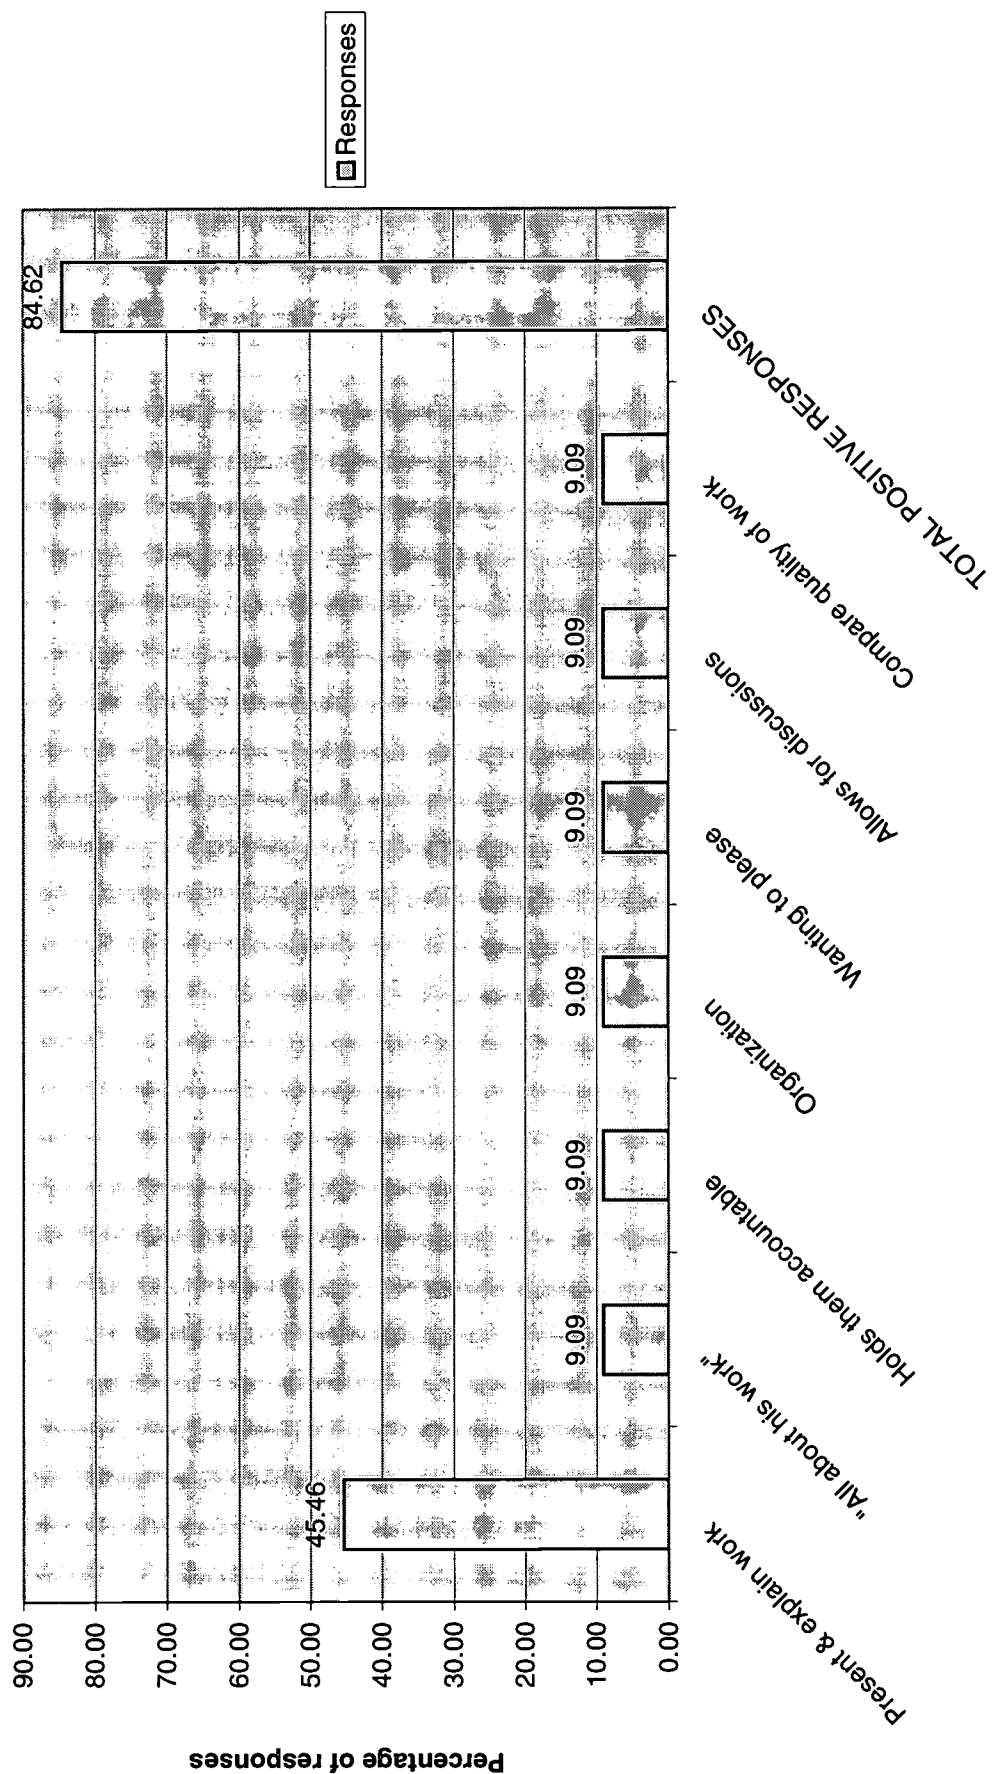 Percentage of responses
90.00
80.00
70.00
60.00
50.00
40.00
30.00
20.00
10.00
0.00
45.46
9.09
9.09
9.09
9.09
9.09
9.09
84.62
Present & explain work
"All about his work"
Holds them accountable
Organization
Wanting to please
Allows for discussions
Compare quality of work
TOTAL POSITIVE RESPONSES
Responses